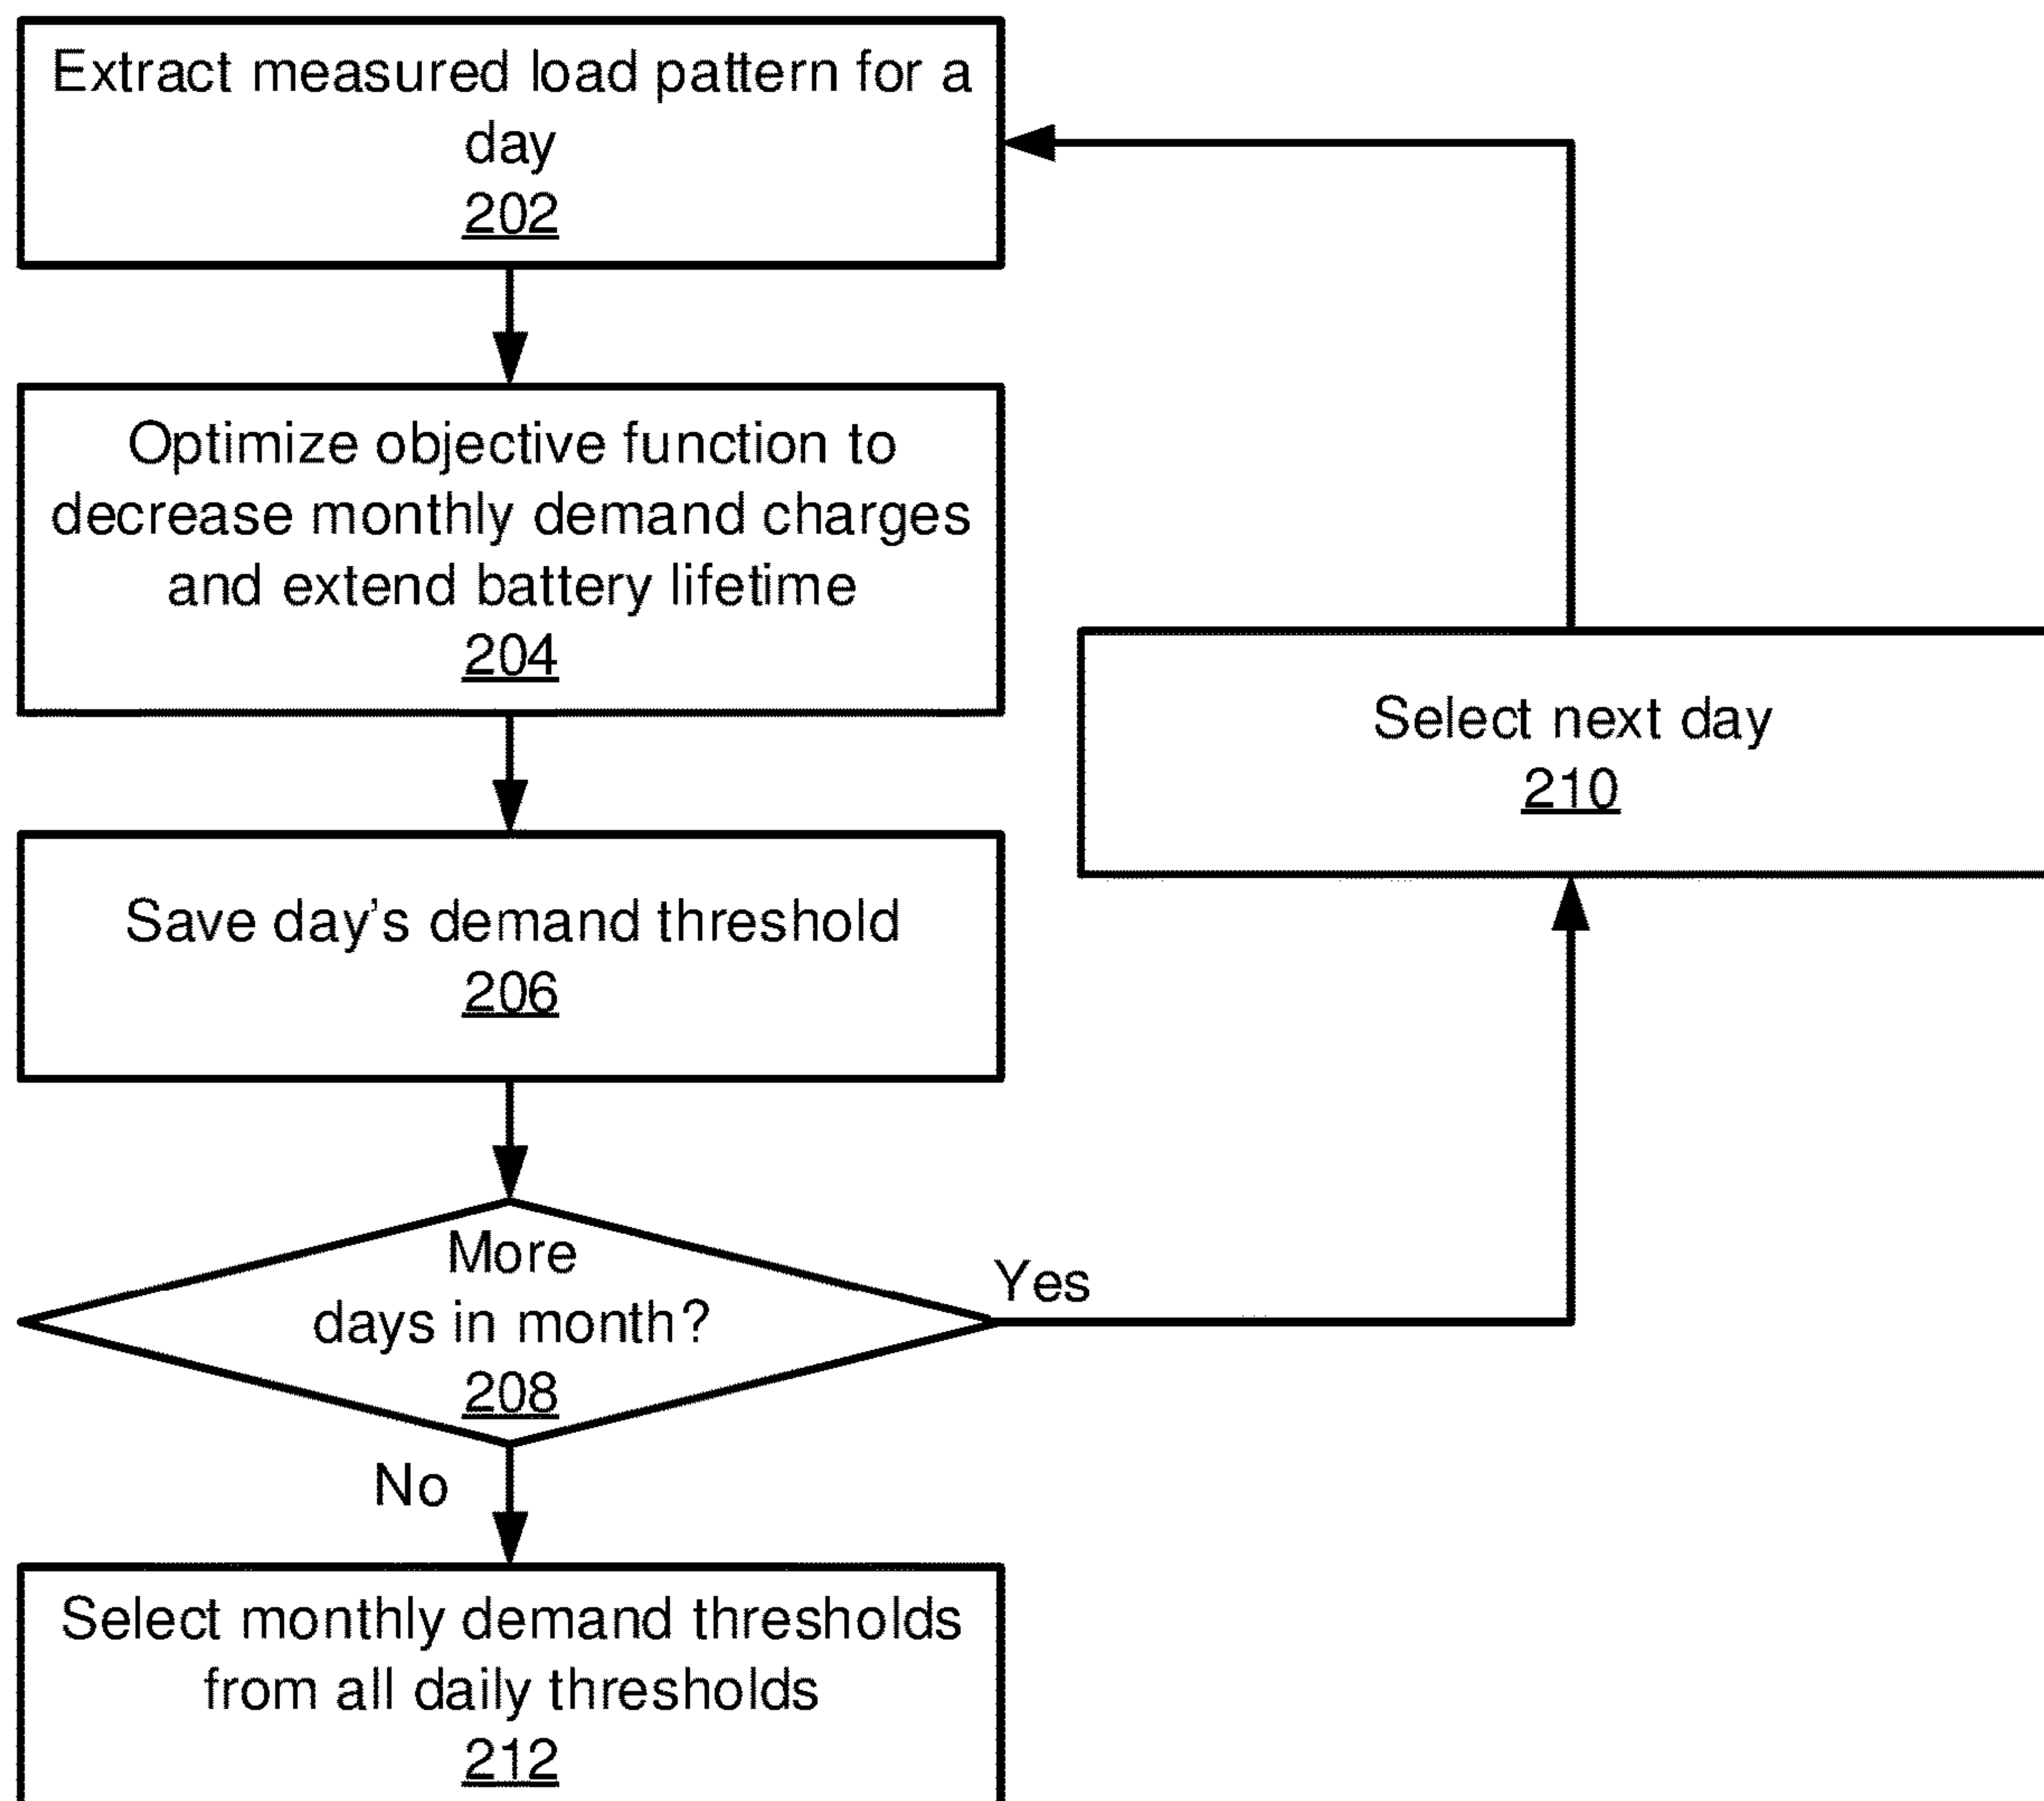 Extract measured load pattern for a
day
202
Optimize objective function to
decrease monthly demand charges
and extend battery lifetime
204
Select next day
210
Save day's demand threshold
206
More
days in month?
208
Yes
No
Select monthly demand thresholds
from all daily thresholds
212